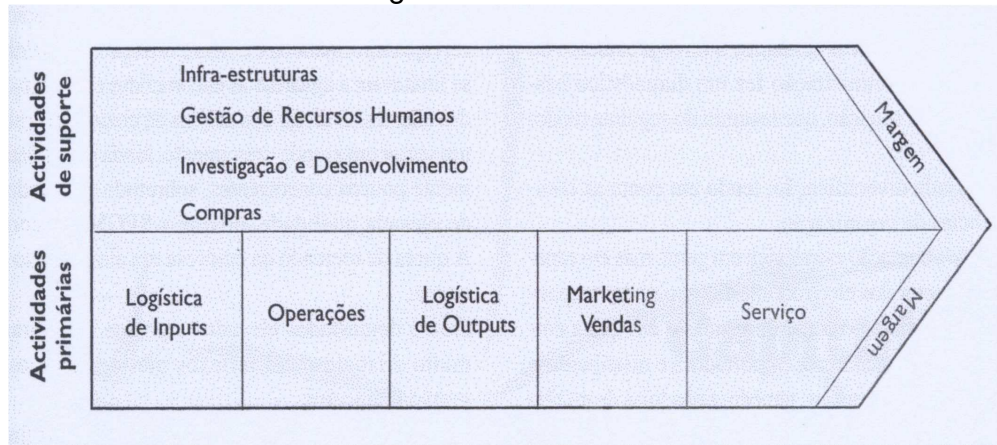 Actividades
de suporte
Infra-estruturas
Gestão de Recursos Humanos
Investigação e Desenvolvimento
Compras
Margem
Actividades
primárias
Logística
de Inputs
Operações
Logística
de Outputs
Marketing
Vendas
Serviço
Margem